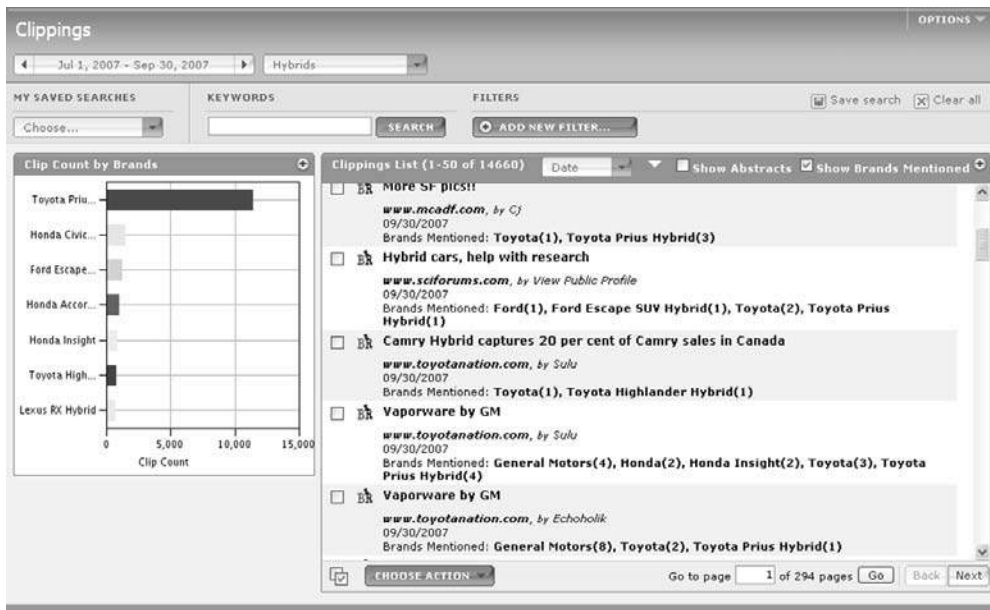 OPTIONS
Clippings
Jul 1, 2007 - Sep 30, 2007
Hybrids
MY SAVED SEARCHES
KEYWORDS
FILTERS
Save search
Clear all
Choose...
SEARCH
ADD NEW FILTER...
Clip Count by Brands
Toyota Priu...
Honda Civic...
Ford Escape...
Honda Accor...
Honda Insight
Toyota High...
Lexus RX Hybrid
0 5,000 10,000 15,000
Clip Count
Clippings List (1-50 of 14660)
Date
Show Abstracts
Show Brands Mentioned
More SF pics!!
www.mcadf.com, by Cj
09/30/2007
Brands Mentioned: Toyota(1), Toyota Prius Hybrid(3)
Hybrid cars, help with research
www.sciforums.com, by View Public Profile
09/30/2007
Brands Mentioned: Ford(1), Ford Escape SUV Hybrid(1), Toyota(2), Toyota Prius
Hybrid(1)
Camry Hybrid captures 20 per cent of Camry sales in Canada
www.toyotanation.com, by Sulu
09/30/2007
Brands Mentioned: Toyota(1), Toyota Highlander Hybrid(1)
Vaporware by GM
www.toyotanation.com, by Sulu
09/30/2007
Brands Mentioned: General Motors(4), Honda(2), Honda Insight(2), Toyota(3), Toyota
Prius Hybrid(4)
Vaporware by GM
www.toyotanation.com, by Echoholik
09/30/2007
Brands Mentioned: General Motors(8), Toyota(2), Toyota Prius Hybrid(1)
CHOOSE ACTION
Go to page 1 of 294 pages Go Back Next